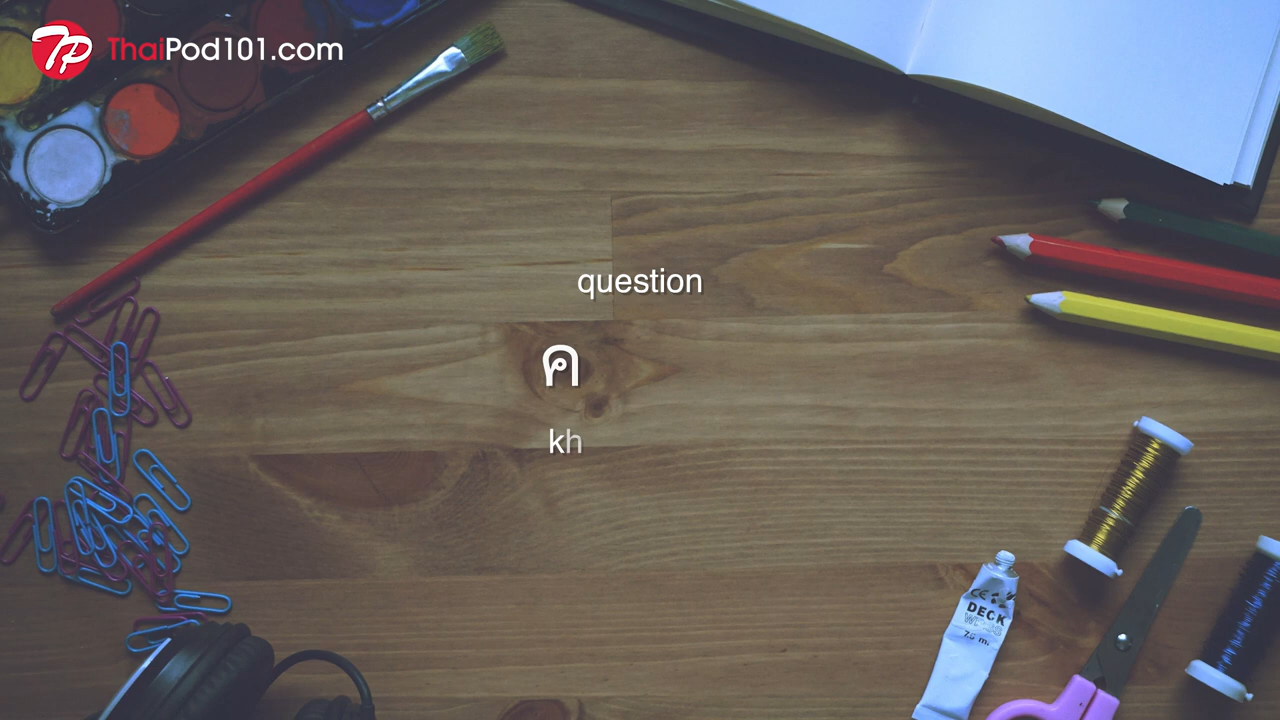 ThaiPod101.com
question
ค
kh
DECK